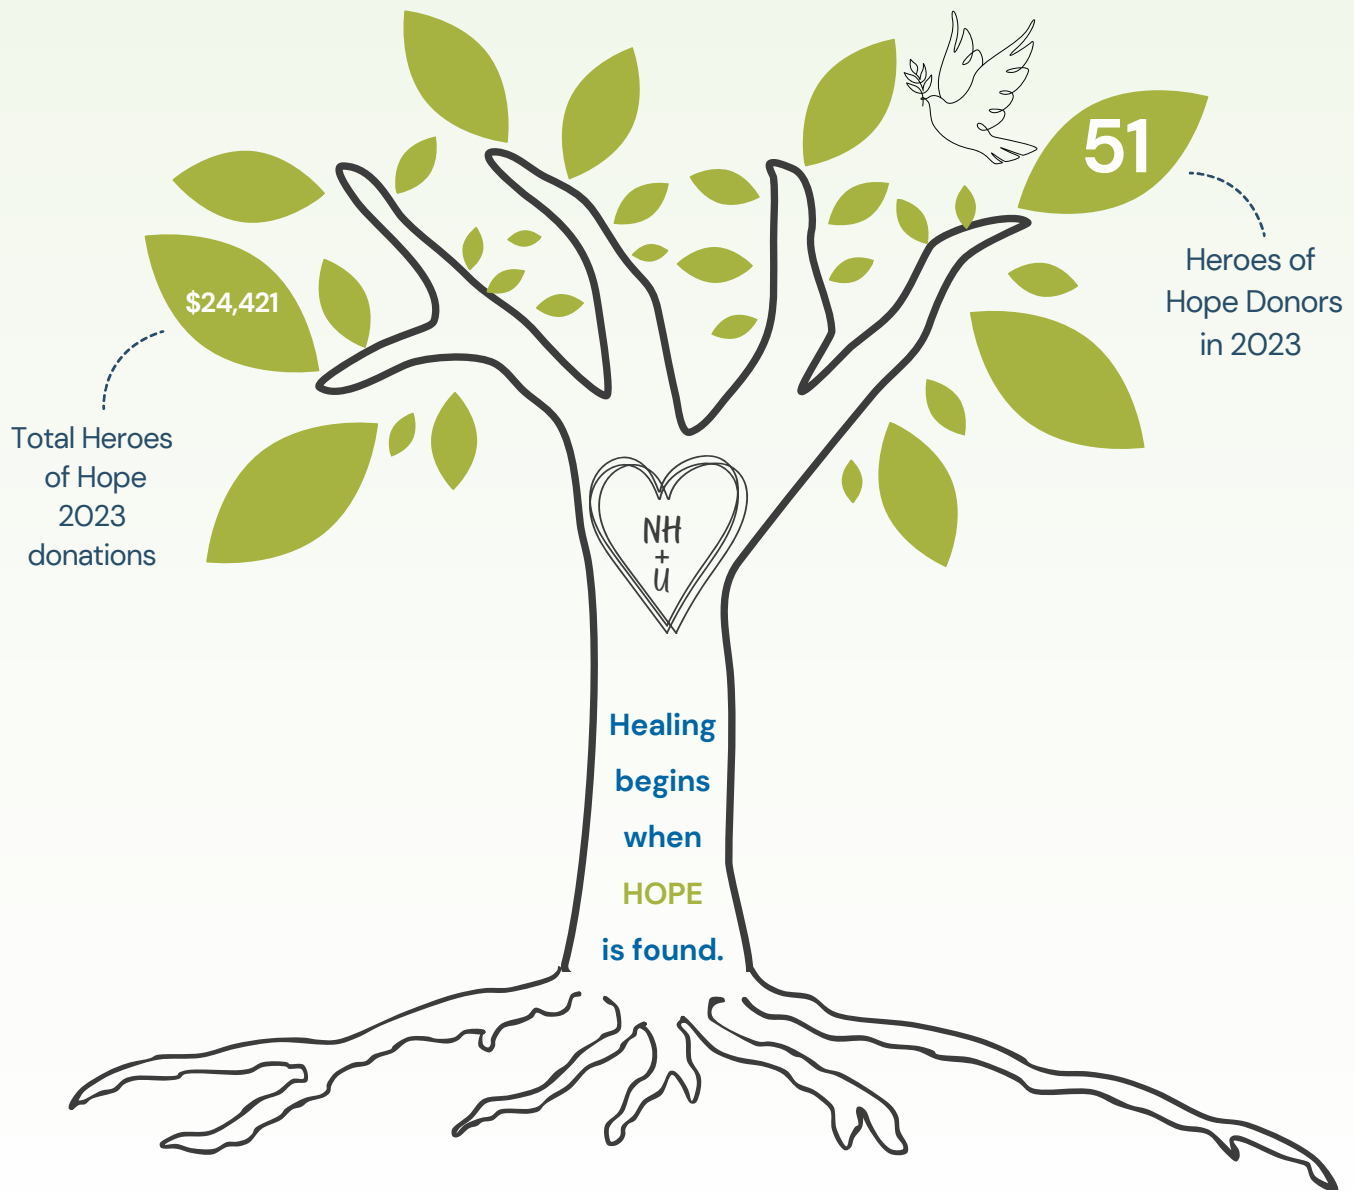 51
Heroes of
Hope Donors
in 2023
$24,421
Total Heroes
of Hope
2023
donations
NH
+
U
Healing
begins
when
HOPE
is found.